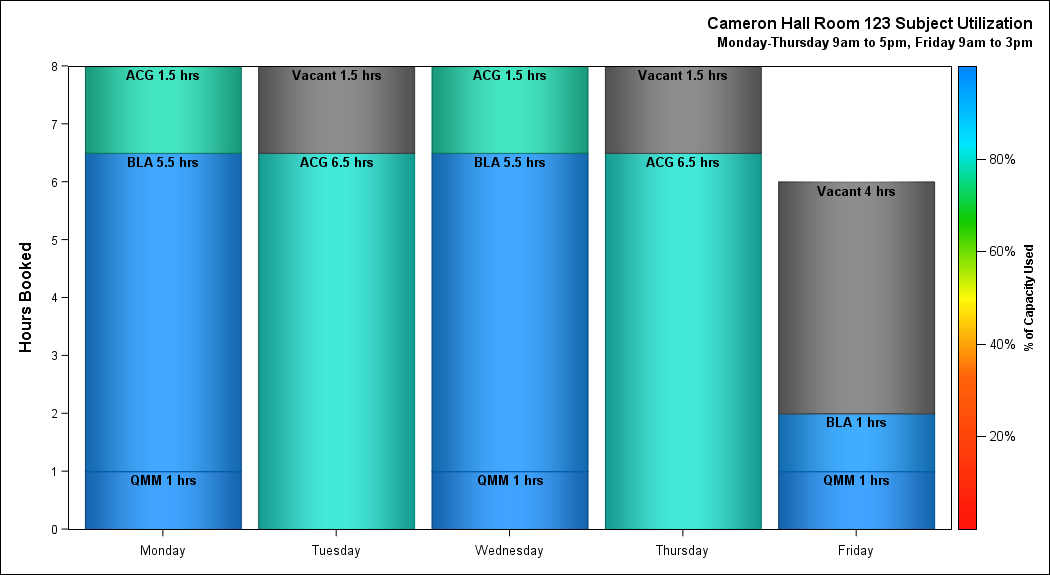 Cameron Hall Room 123 Subject Utilization
Monday-Thursday 9am to 5pm, Friday 9am to 3pm
Hours Booked
8
7
6
5
4
3
2
1
0
ACG 1.5 hrs
BLA 5.5 hrs
QMM 1 hrs
Vacant 1.5 hrs
ACG 6.5 hrs
ACG 1.5 hrs
BLA 5.5 hrs
QMM 1 hrs
Vacant 1.5 hrs
ACG 6.5 hrs
Vacant 4 hrs
BLA 1 hrs
QMM 1 hrs
Monday
Tuesday
Wednesday
Thursday
Friday
80%
60%
40%
20%
% of Capacity Used